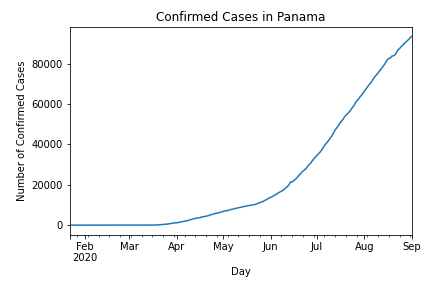 Confirmed Cases in Panama
Number of Confirmed Cases
80000
60000
40000
20000
0
Feb Mar Apr May Jun Jul Aug Sep
2020
Day